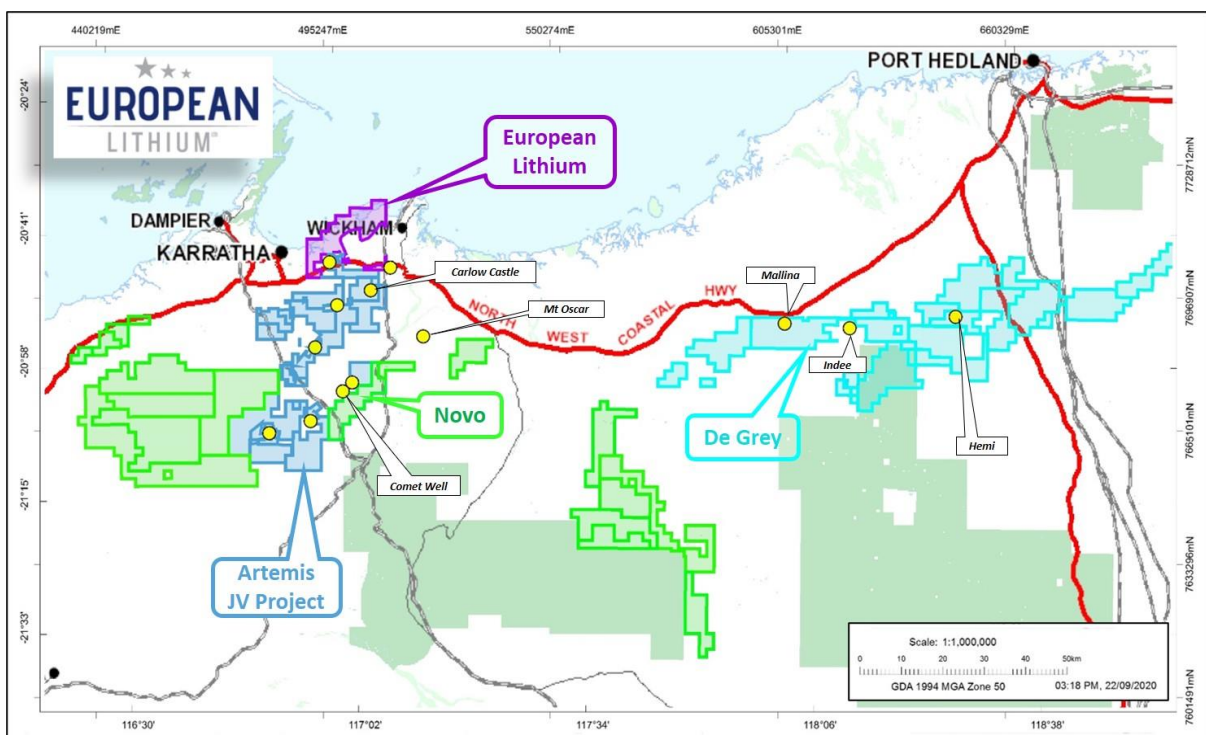 440219mE
495247mE
550274mE
605301mE
660329mE
EUROPEAN
LITHIUM
PORT HEDLAND
European
Lithium
DAMPIER
WICKHAM
KARRATHA
Carlow Castle
Mt Oscar
Mallina
NORTH
WEST
COASTAL
HWY
Indee
Hemi
Novo
De Grey
Comet Well
Artemis
JV Project
-20°24'
-20°41'
-20°58'
-21°15'
-21°33'
7728712mN
7696907mN
7665101mN
7633296mN
7601491mN
Scale: 1:1,000,000
0 10 20 30 40 50km
GDA 1994 MGA Zone 50
03:18 PM, 22/09/2020
116°30
117°02
117°34
118°06
118°38